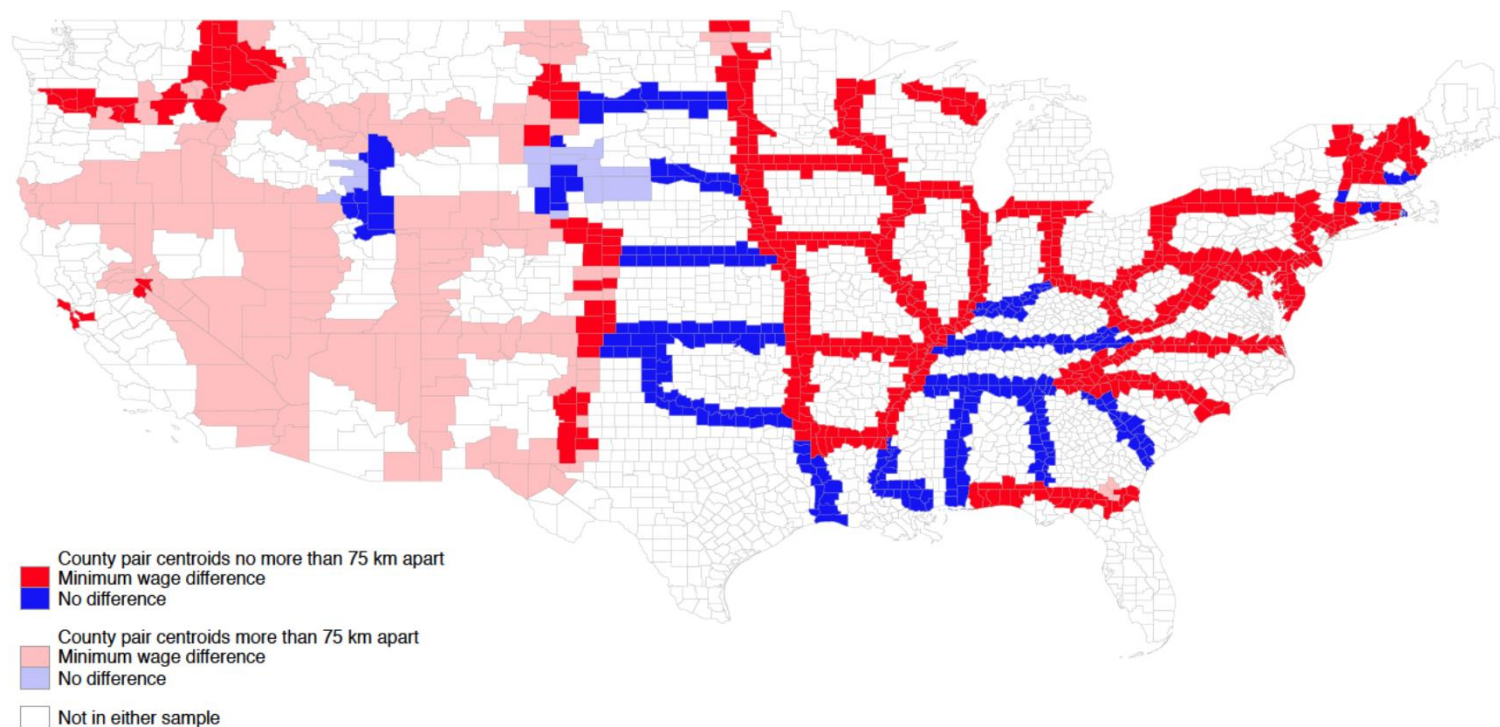 County pair centroids no more than 75 km apart
Minimum wage difference
No difference
County pair centroids more than 75 km apart
Minimum wage difference
No difference
Not in either sample